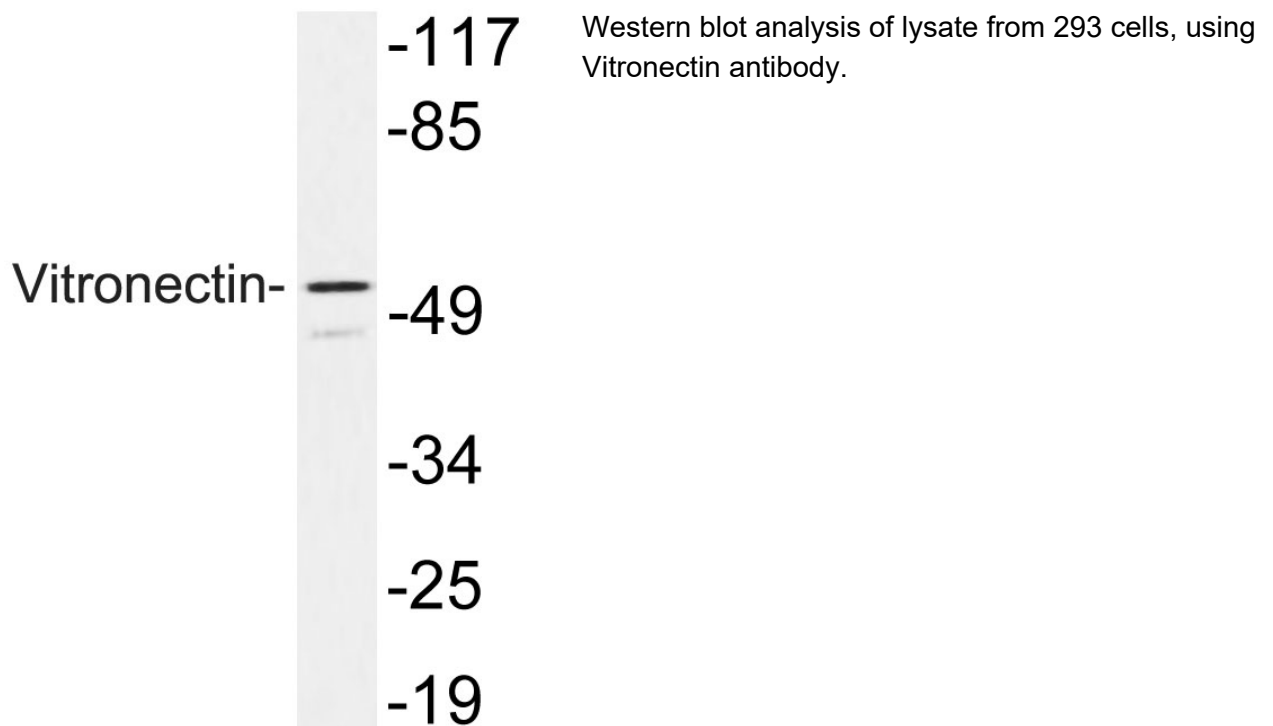 -117
-85
Vitronectin-
-49
-34
-25
-19
Western blot analysis of lysate from 293 cells, using
Vitronectin antibody.